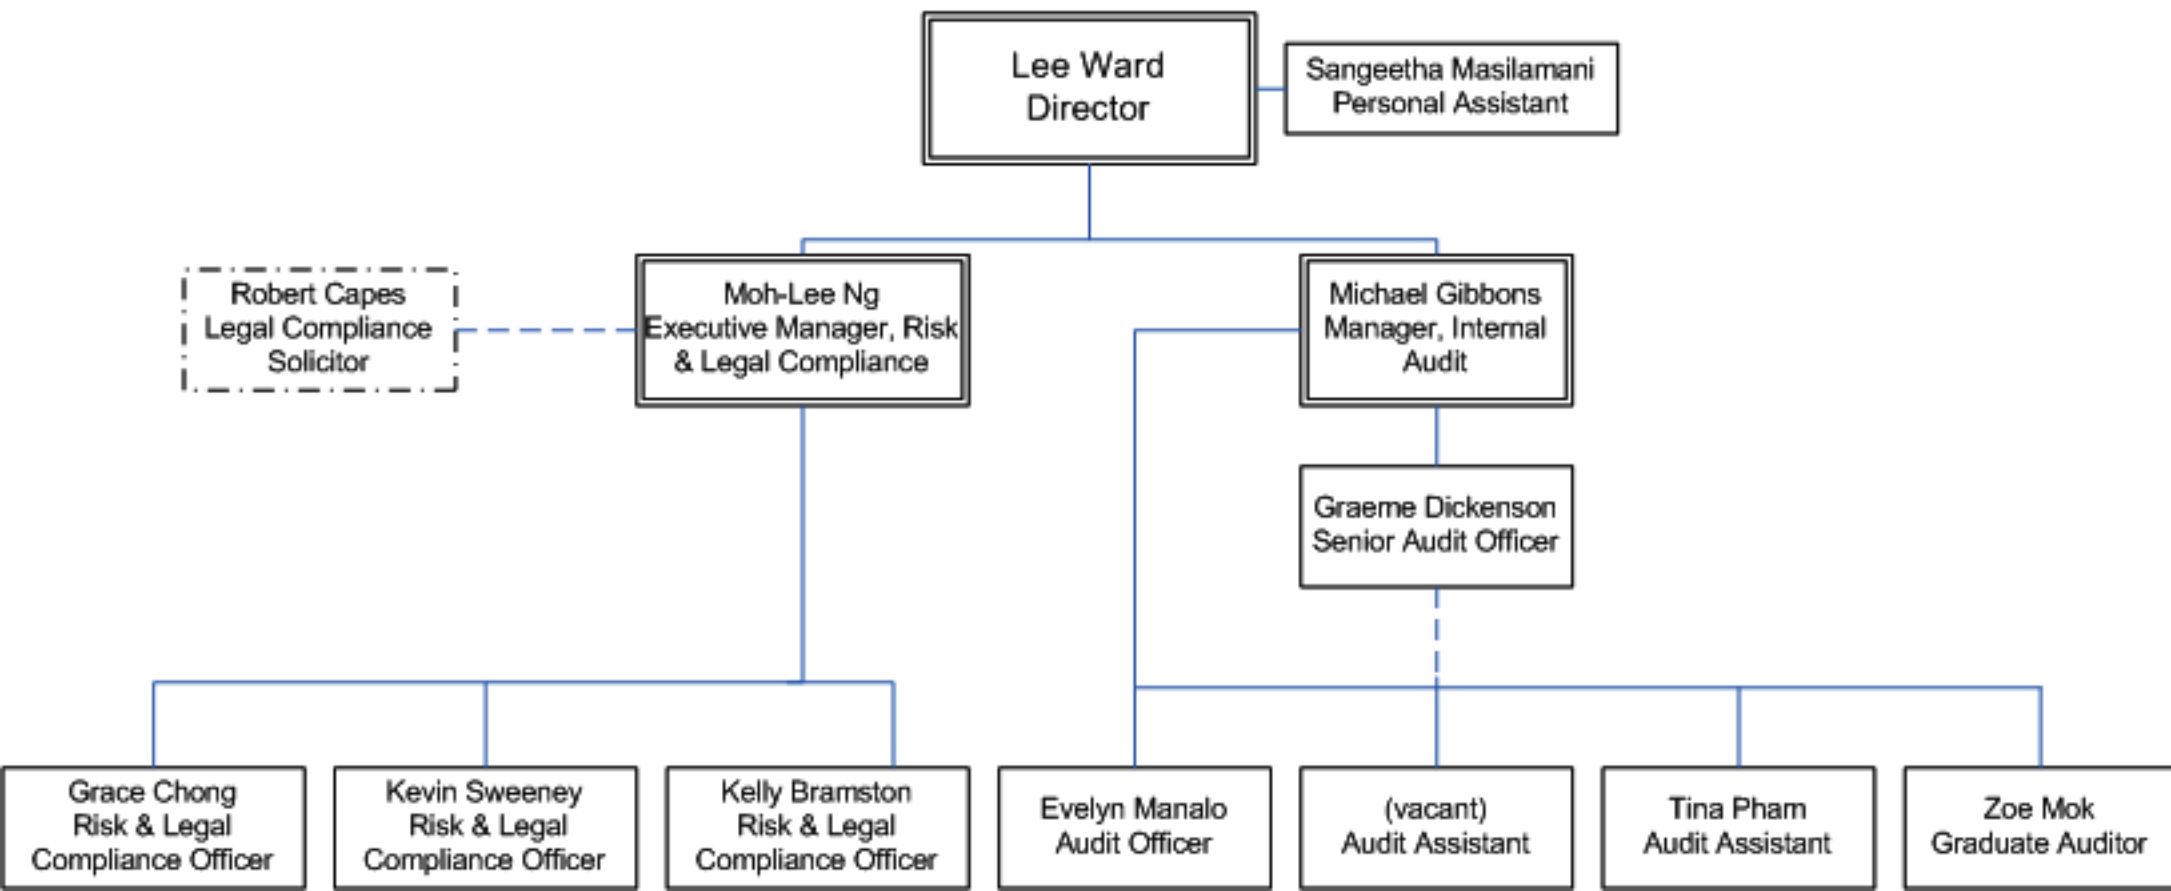 Lee Ward
Director
Sangeetha Masilamani
Personal Assistant
Robert Capes
Legal Compliance
Solicitor
Moh-Lee Ng
Executive Manager, Risk
& Legal Compliance
Michael Gibbons
Manager, Internal
Audit
Graeme Dickenson
Senior Audit Officer
Grace Chong
Risk & Legal
Compliance Officer
Kevin Sweeney
Risk & Legal
Compliance Officer
Kelly Bramston
Risk & Legal
Compliance Officer
Evelyn Manalo
Audit Officer
(vacant)
Audit Assistant
Tina Pham
Audit Assistant
Zoe Mok
Graduate Auditor